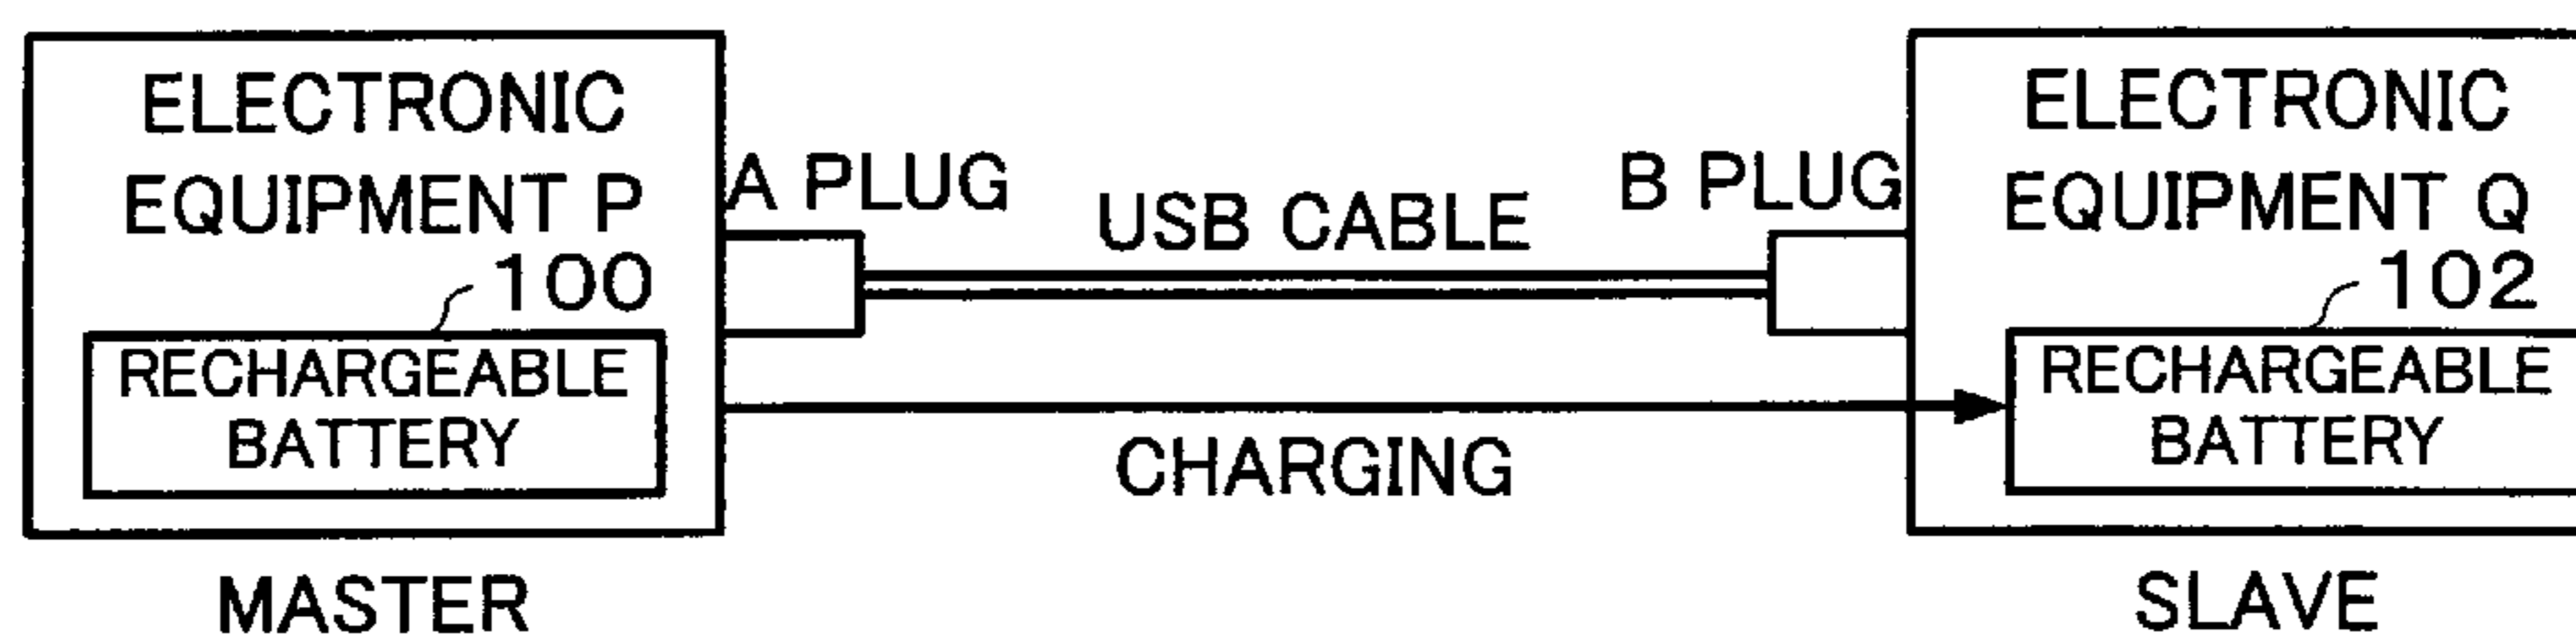 ELECTRONIC
EQUIPMENT P
100
RECHARGEABLE
BATTERY
MASTER
A PLUG
USB CABLE
B PLUG
CHARGING
ELECTRONIC
EQUIPMENT Q
102
RECHARGEABLE
BATTERY
SLAVE